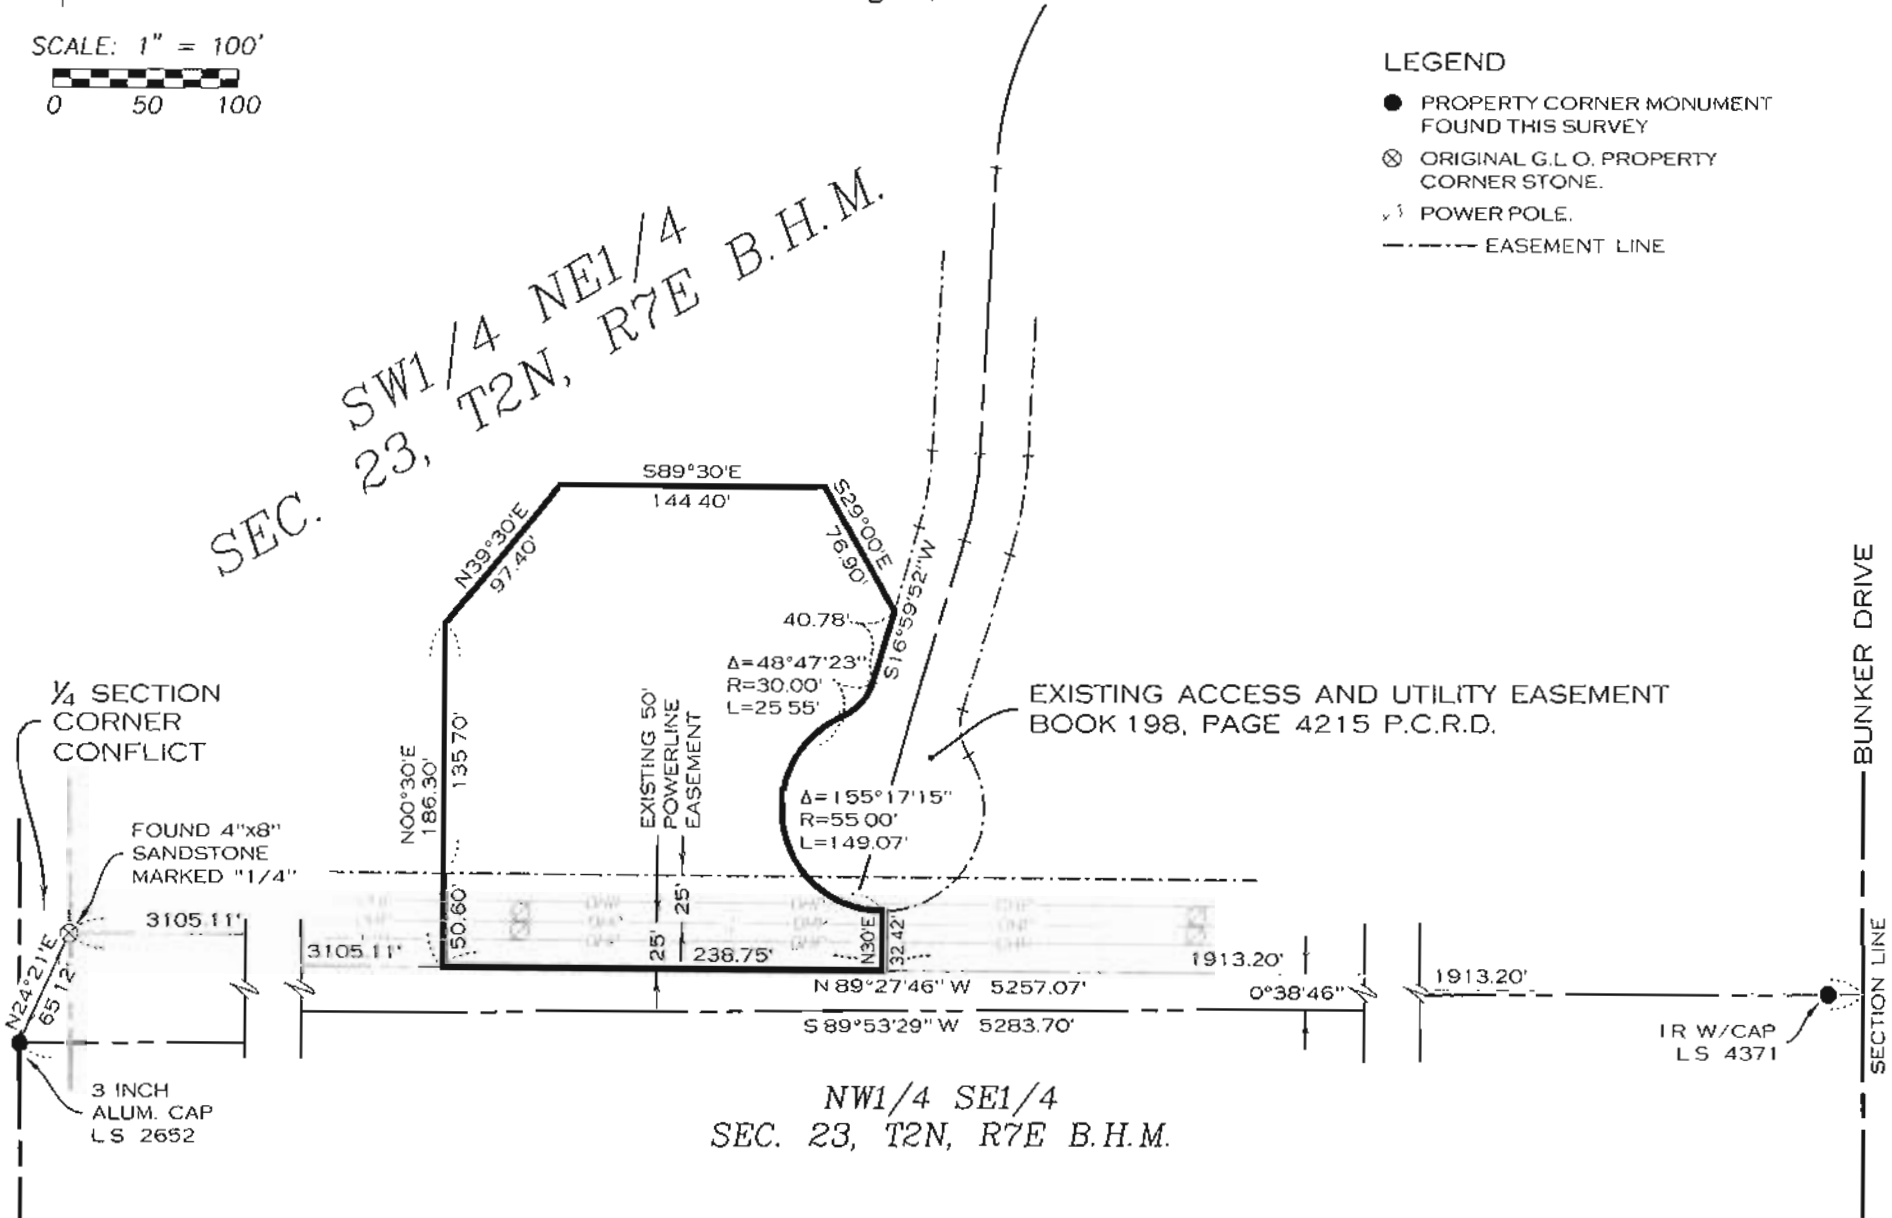 SCALE: 1" = 100'
0 50 100
LEGEND
PROPERTY CORNER MONUMENT
FOUND THIS SURVEY
ORIGINAL G.L.O. PROPERTY
CORNER STONE.
POWER POLE.
EASEMENT LINE
SW1/4 NE1/4
SEC. 23, T2N, R7E B.H.M.
S89°30'E
144.40'
N39°30'E
97.40'
S29°00'E
76.90'
S16°59'52"W
40.78'
Δ=48°47'23"
R=30.00'
L=25.55'
EXISTING ACCESS AND UTILITY EASEMENT
BOOK 198, PAGE 4215 P.C.R.D.
Δ=155°17'15"
R=55.00'
L=149.07'
N00°30'E
186.30'
135.70'
50.60'
EXISTING 50'
POWERLINE
EASEMENT
25'
25'
1/4 SECTION
CORNER
CONFLICT
FOUND 4"x8"
SANDSTONE
MARKED "1/4"
3105.11'
3105.11'
238.75'
N30'E
32.42'
1913.20'
1913.20'
N 89°27'46" W 5257.07'
0°38'46"
S 89°53'29" W 5283.70'
N24°21'E
65.12'
3 INCH
ALUM. CAP
LS 2652
NW1/4 SE1/4
SEC. 23, T2N, R7E B.H.M.
IR W/CAP
LS 4371
BUNKER DRIVE
SECTION LINE